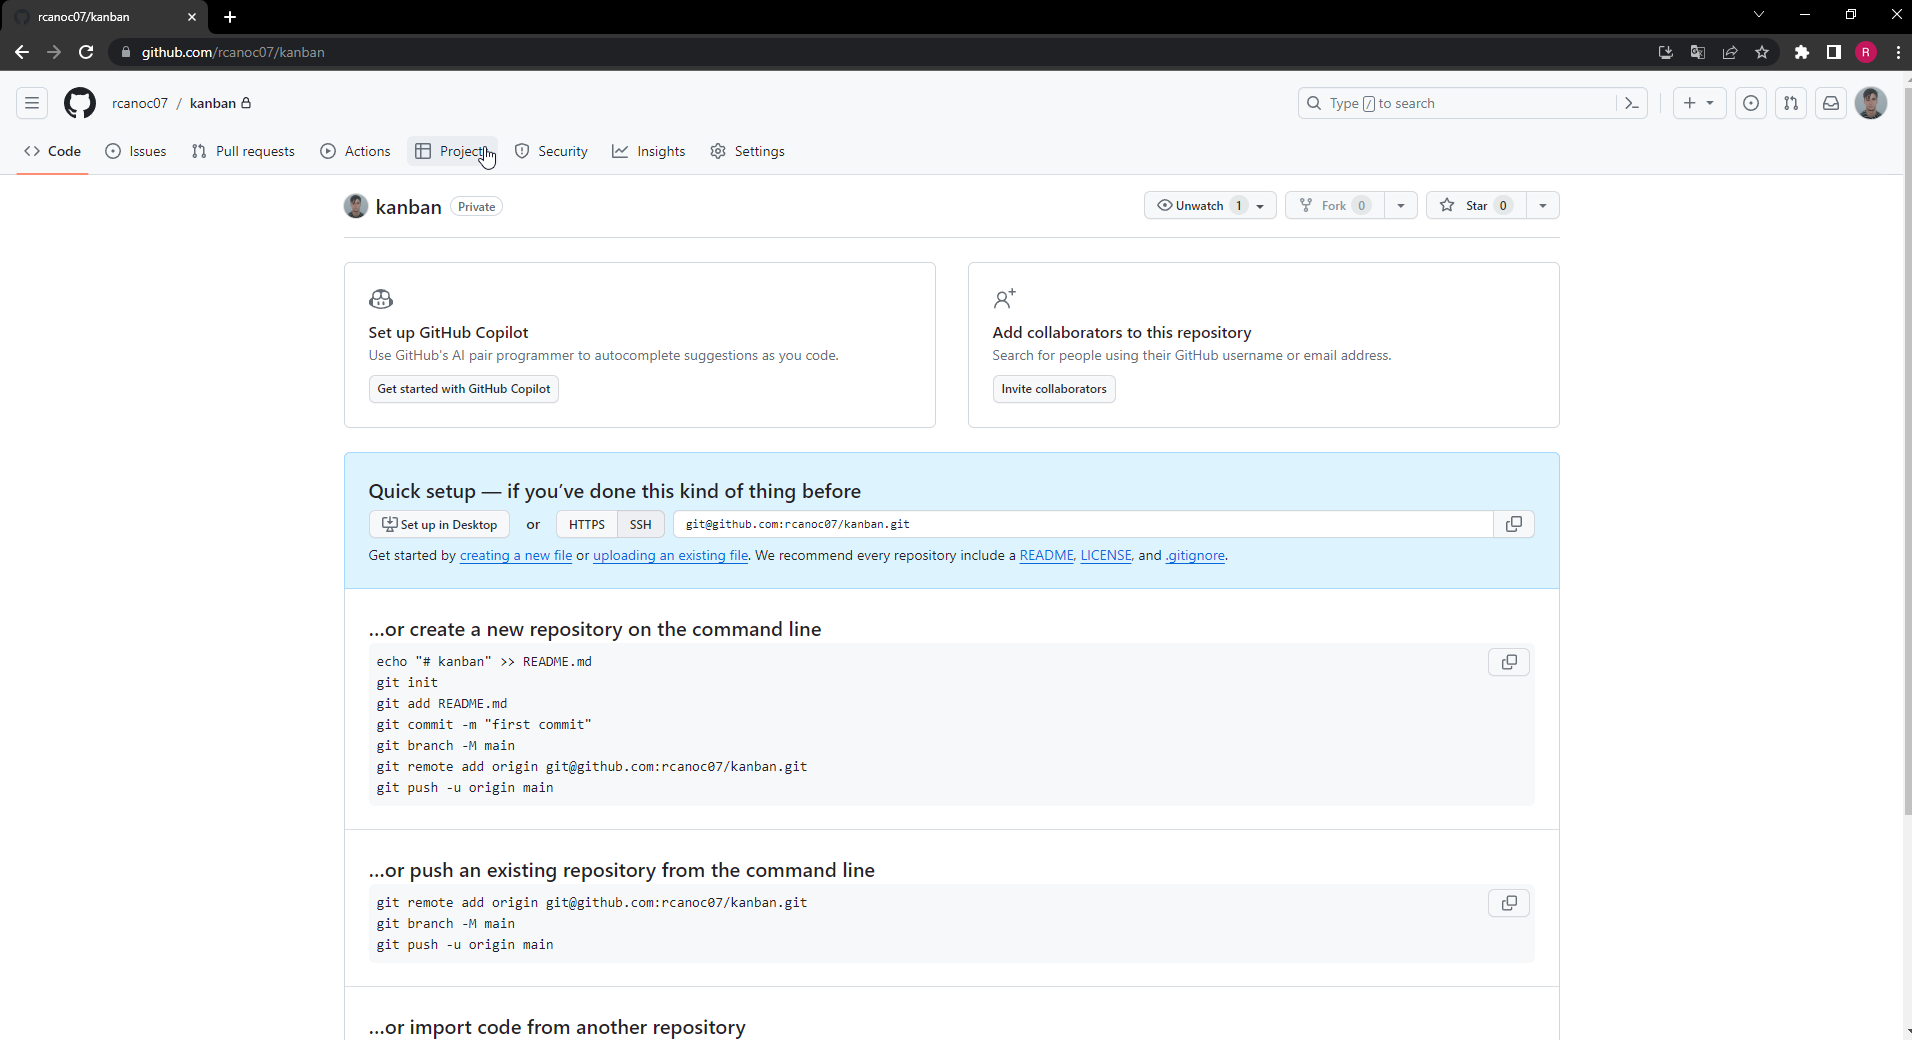 rcanoc07/kanban
github.com/rcanoc07/kanban
R
rcanoc07 / kanban
Type / to search
Code
Issues
Pull requests
Actions
Security
Insights
Settings
kanban
Private
Unwatch 1
Fork 0
Star 0
Set up GitHub Copilot
Use GitHub's AI pair programmer to autocomplete suggestions as you code.
Get started with GitHub Copilot
Add collaborators to this repository
Search for people using their GitHub username or email address.
Invite collaborators
Quick setup — if you’ve done this kind of thing before
Set up in Desktop
or
HTTPS
SSH
git@github.com:rcanoc07/kanban.git
Get started by creating a new file or uploading an existing file. We recommend every repository include a README, LICENSE, and .gitignore.
…or create a new repository on the command line
echo "# kanban" >> README.md
git init
git add README.md
git commit -m "first commit"
git branch -M main
git remote add origin git@github.com:rcanoc07/kanban.git
git push -u origin main
…or push an existing repository from the command line
git remote add origin git@github.com:rcanoc07/kanban.git
git branch -M main
git push -u origin main
…or import code from another repository